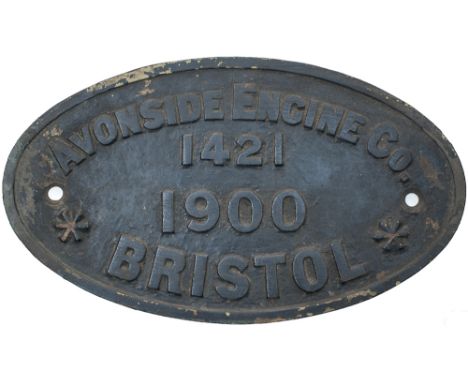 AVONSIDE ENGINE CO.
1421
1900
BRISTOL